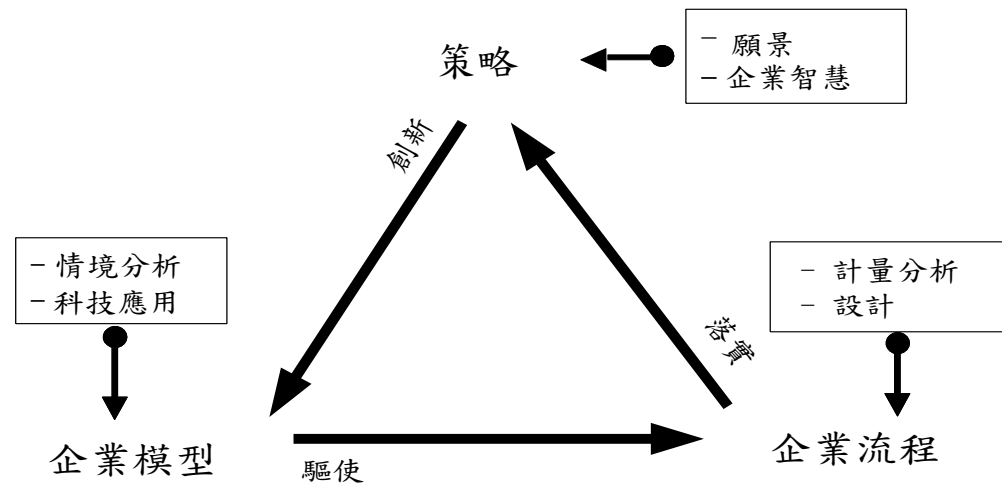 – 願景
– 企業智慧
策略
創新
– 情境分析
– 科技應用
– 計量分析
– 設計
落實
企業模型
驅使
企業流程